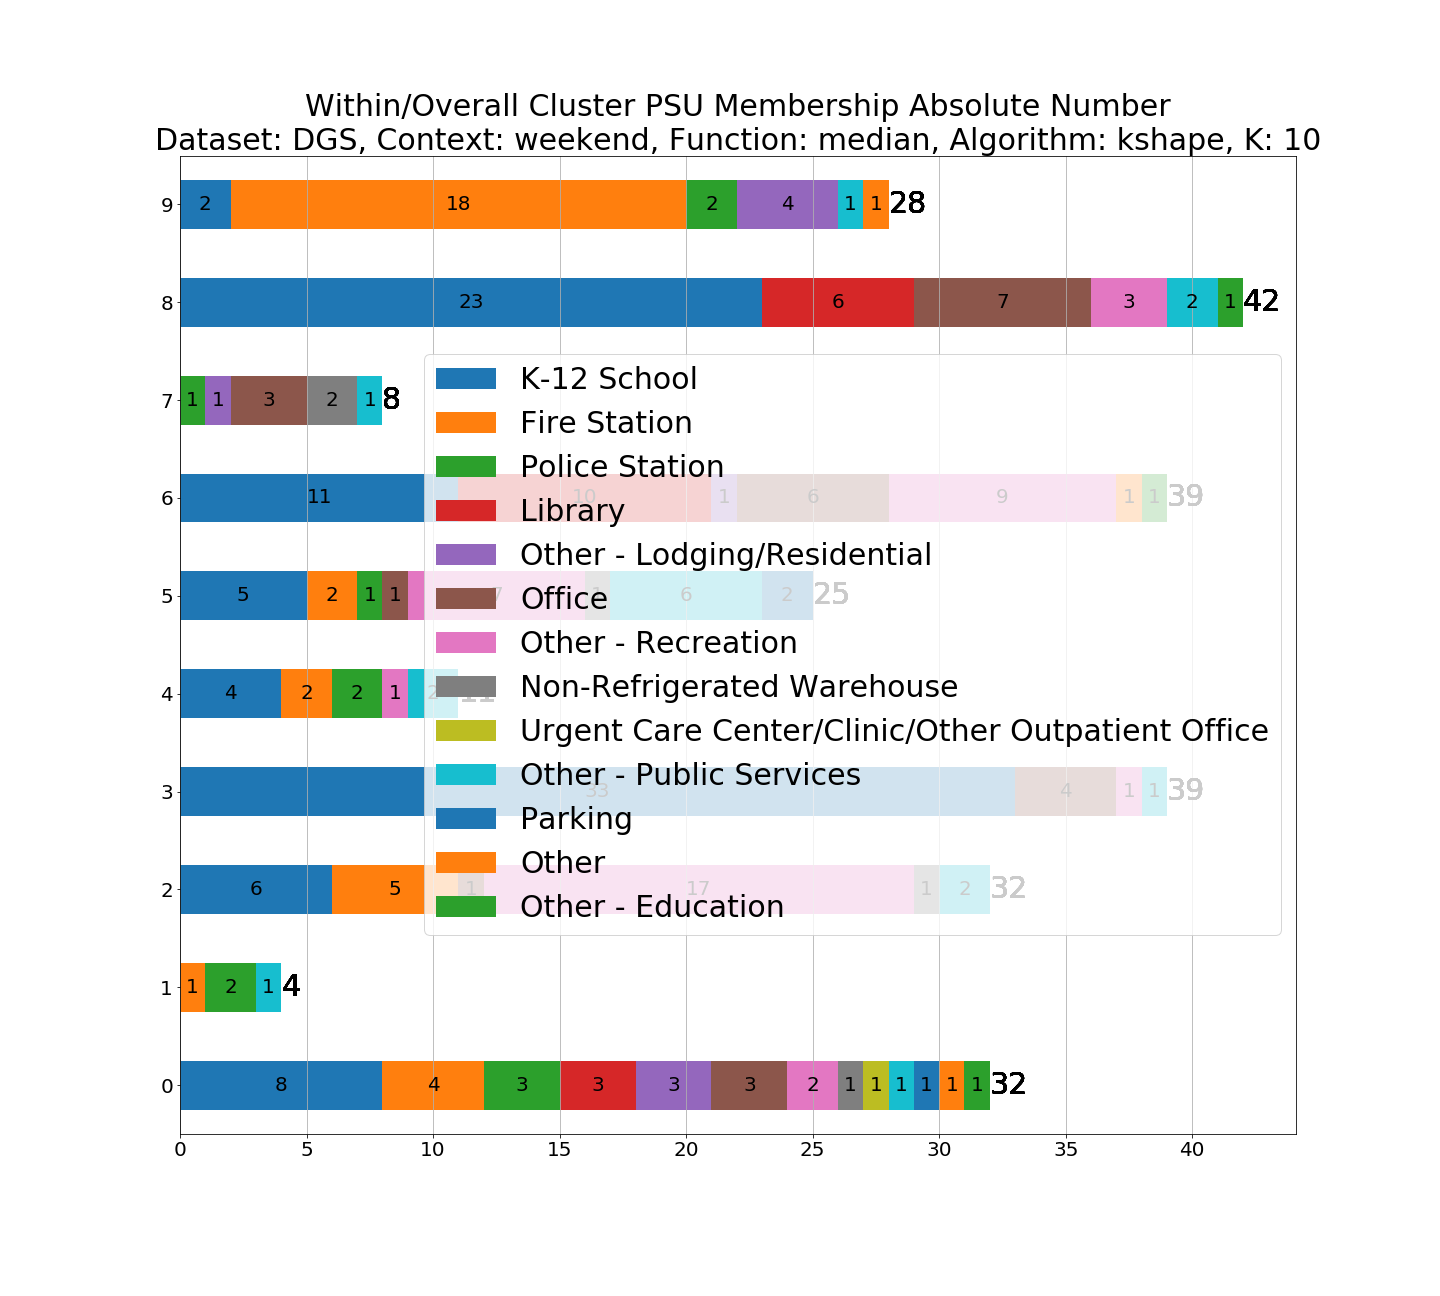 Within/Overall Cluster PSU Membership Absolute Number
Dataset: DGS, Context: weekend, Function: median, Algorithm: kshape, K: 10
9 2 18 2 4 1 1 28
8 23 6 7 3 2 1 42
7 1 1 3 2 1 8
K-12 School
Fire Station
Police Station
6 11 10 1 6 9 1 1 39
Library
Other - Lodging/Residential
5 5 2 1 1 7 1 6 2 25
Office
Other - Recreation
4 4 2 2 1 2 11
Non-Refrigerated Warehouse
Urgent Care Center/Clinic/Other Outpatient Office
Other - Public Services
3 33 4 1 1 39
Parking
Other
2 6 5 1 17 1 2 32
Other - Education
1 1 2 1 4
0 8 4 3 3 3 3 2 1 1 1 1 1 1 32
0 5 10 15 20 25 30 35 40